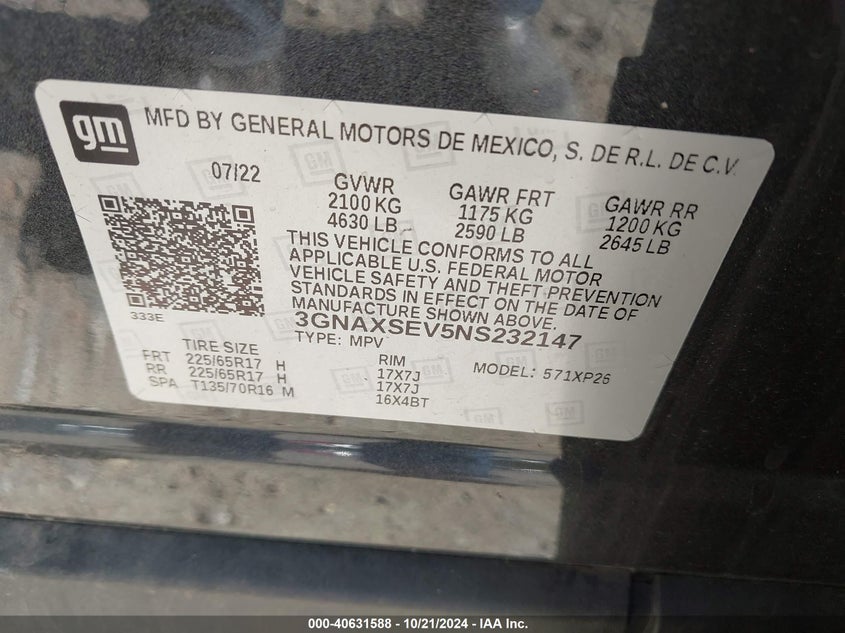 gm
MFD BY GENERAL MOTORS DE MEXICO, S. DE R.L. DE C.V.
07/22
GVWR GAWR FRT GAWR RR
2100 KG 1175 KG 1200 KG
4630 LB 2590 LB 2645 LB
THIS VEHICLE CONFORMS TO ALL
APPLICABLE U.S. FEDERAL MOTOR
VEHICLE SAFETY AND THEFT PREVENTION
STANDARDS IN EFFECT ON THE DATE OF
MANUFACTURE SHOWN ABOVE.
333E
3GNAXSEV5NS232147
TYPE: MPV
TIRE SIZE RIM MODEL: 571XP26
FRT 225/65R17 H 17X7J
RR 225/65R17 H 17X7J
SPA T135/70R16 M 16X4BT
000-40631588 - 10/21/2024 - IAA Inc.